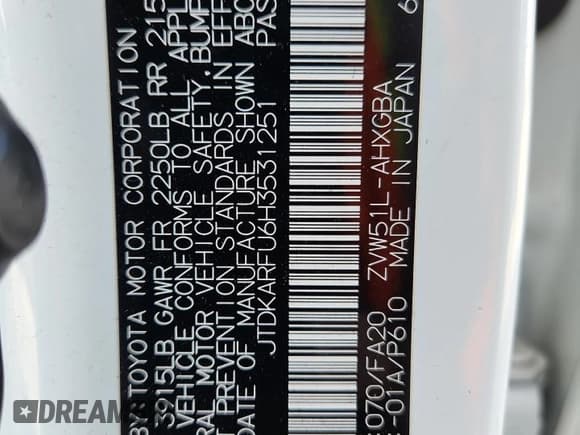 BY TOYOTA MOTOR CORPORATION
3915LB GAWR FR 2250LB RR 215
VEHICLE CONFORMS TO ALL APPL
RAL MOTOR VEHICLE SAFETY, BUMP
T PREVENTION STANDARDS IN EFF
DATE OF MANUFACTURE SHOWN ABO
JTDKARFU6H3531251 PAS
070/FA20 ZVW51L-AHXGBA
-01A/P610 MADE IN JAPAN 6
DREAM